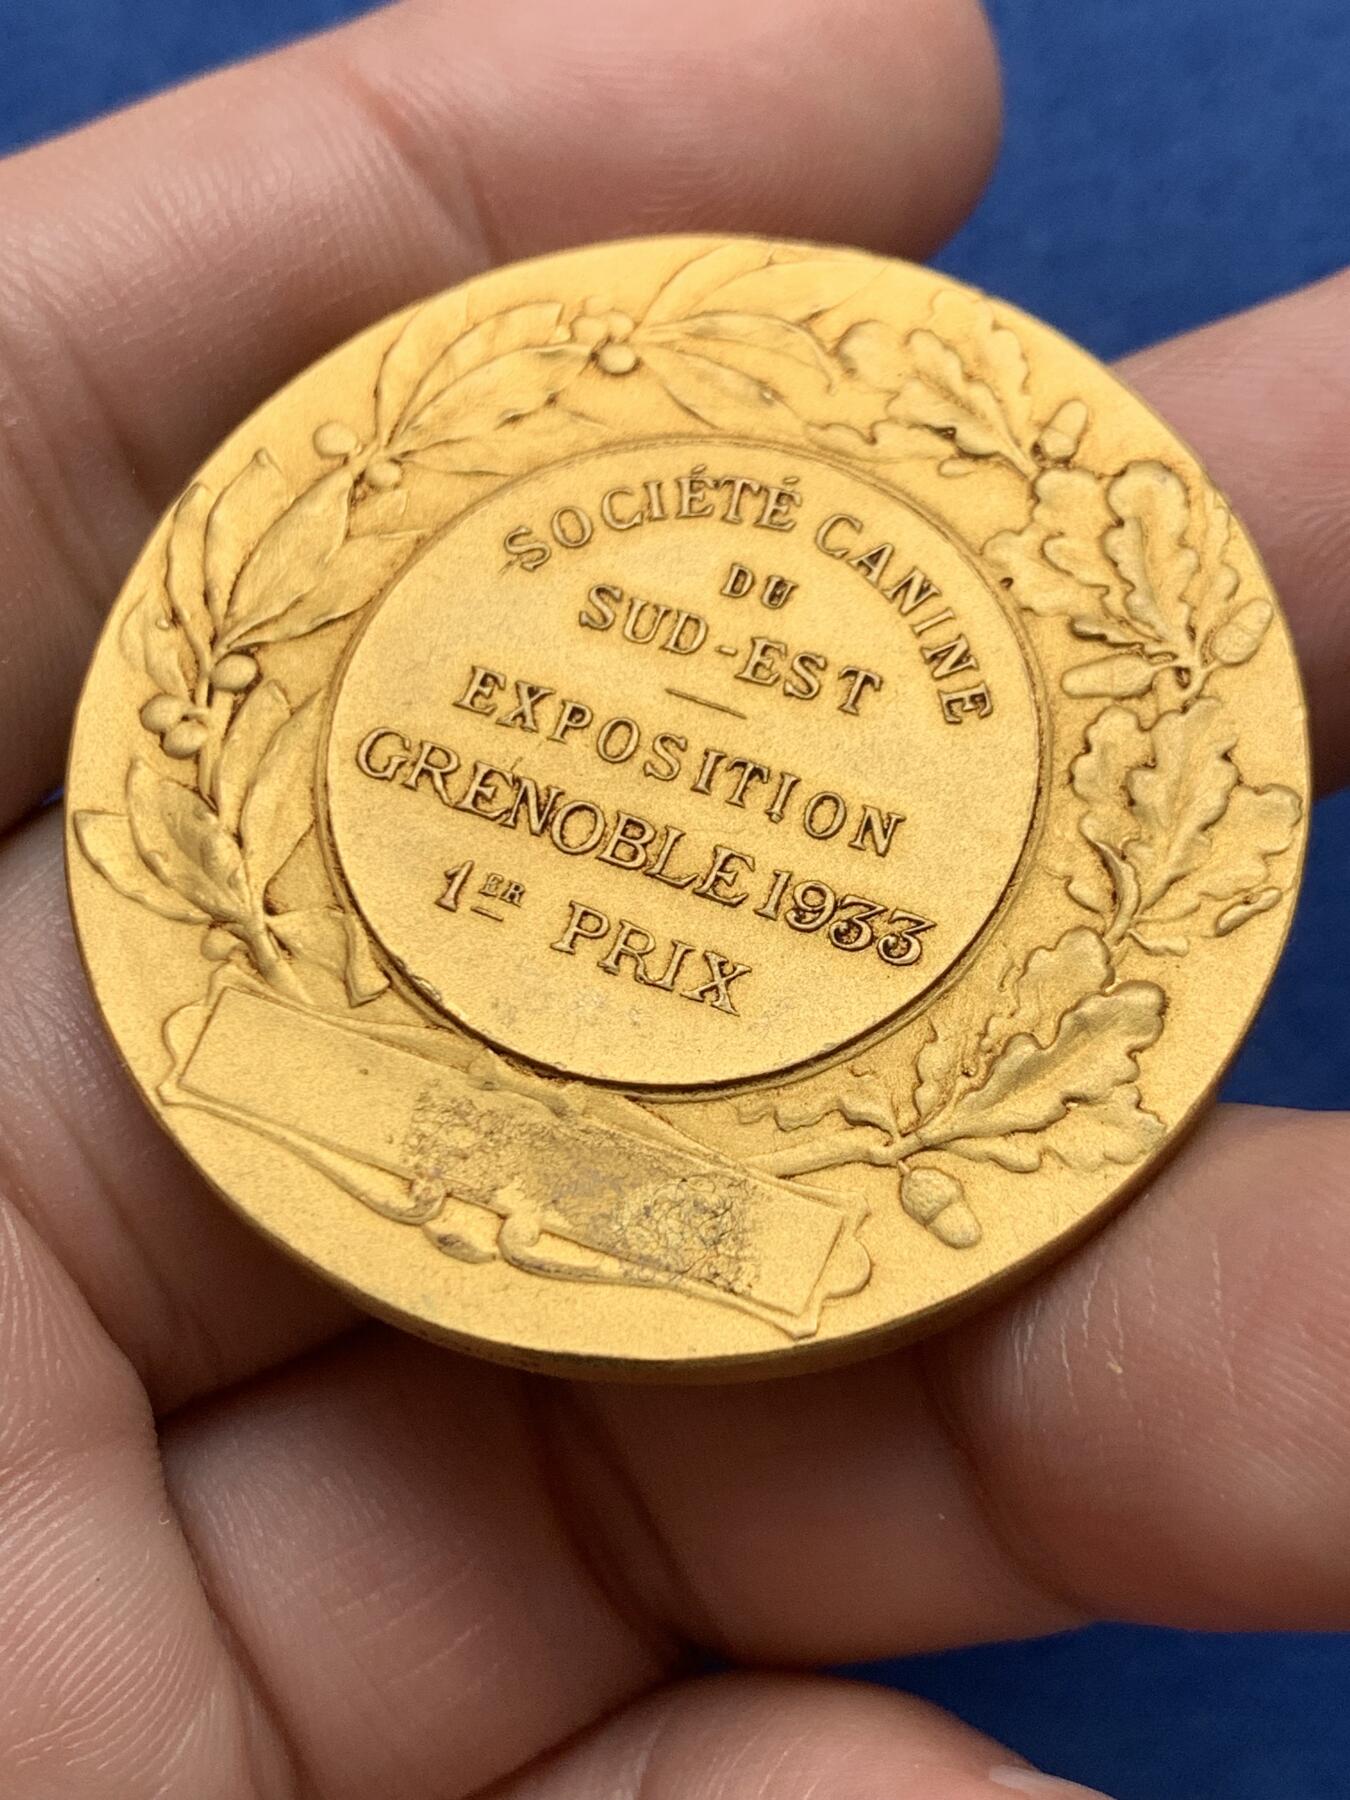 SOCIÉTÉ CANINE
DU
SUD-EST
EXPOSITION
GRENOBLE 1933
1ER PRIX